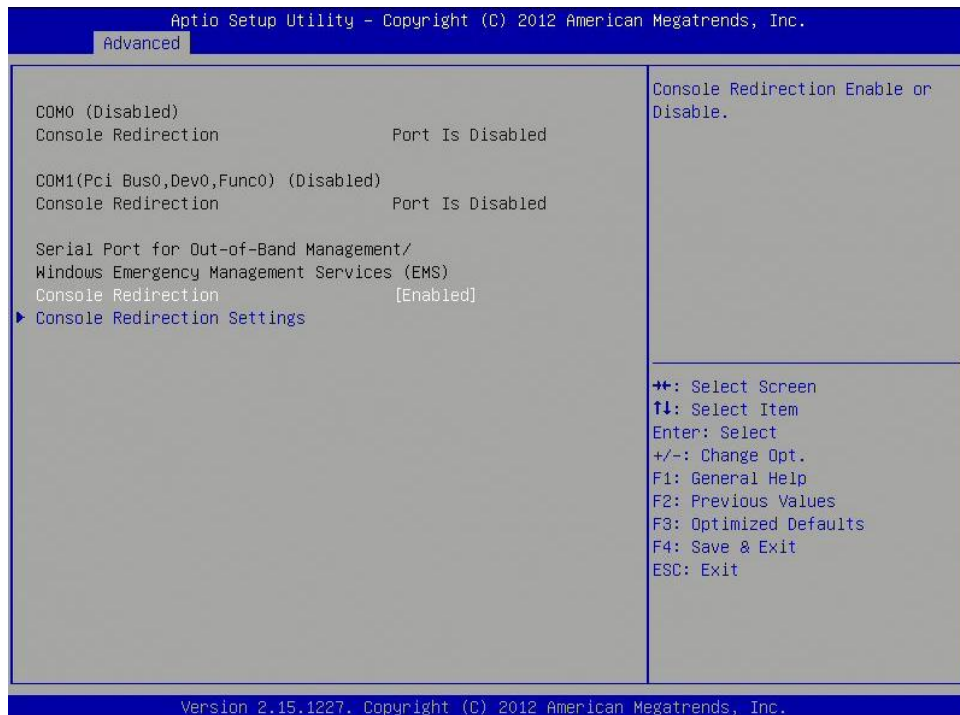 Aptio Setup Utility – Copyright (C) 2012 American Megatrends, Inc.
Advanced
COM0 (Disabled)
Console Redirection Port Is Disabled
COM1(Pci Bus0,Dev0,Func0) (Disabled)
Console Redirection Port Is Disabled
Serial Port for Out-of-Band Management/
Windows Emergency Management Services (EMS)
Console Redirection [Enabled]
▶ Console Redirection Settings
Console Redirection Enable or
Disable.
→←: Select Screen
↑↓: Select Item
Enter: Select
+/-: Change Opt.
F1: General Help
F2: Previous Values
F3: Optimized Defaults
F4: Save & Exit
ESC: Exit
Version 2.15.1227. Copyright (C) 2012 American Megatrends, Inc.